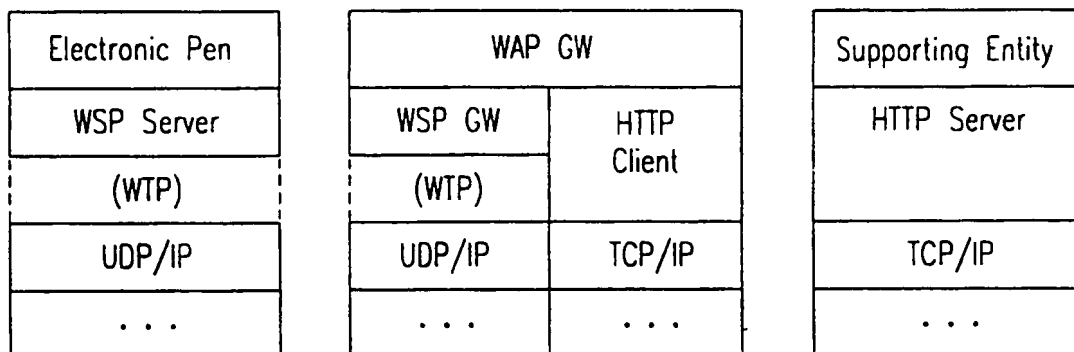 Electronic Pen
WSP Server
(WTP)
UDP/IP
...
WAP GW
WSP GW
(WTP)
UDP/IP
...
HTTP
Client
TCP/IP
...
Supporting Entity
HTTP Server
TCP/IP
...